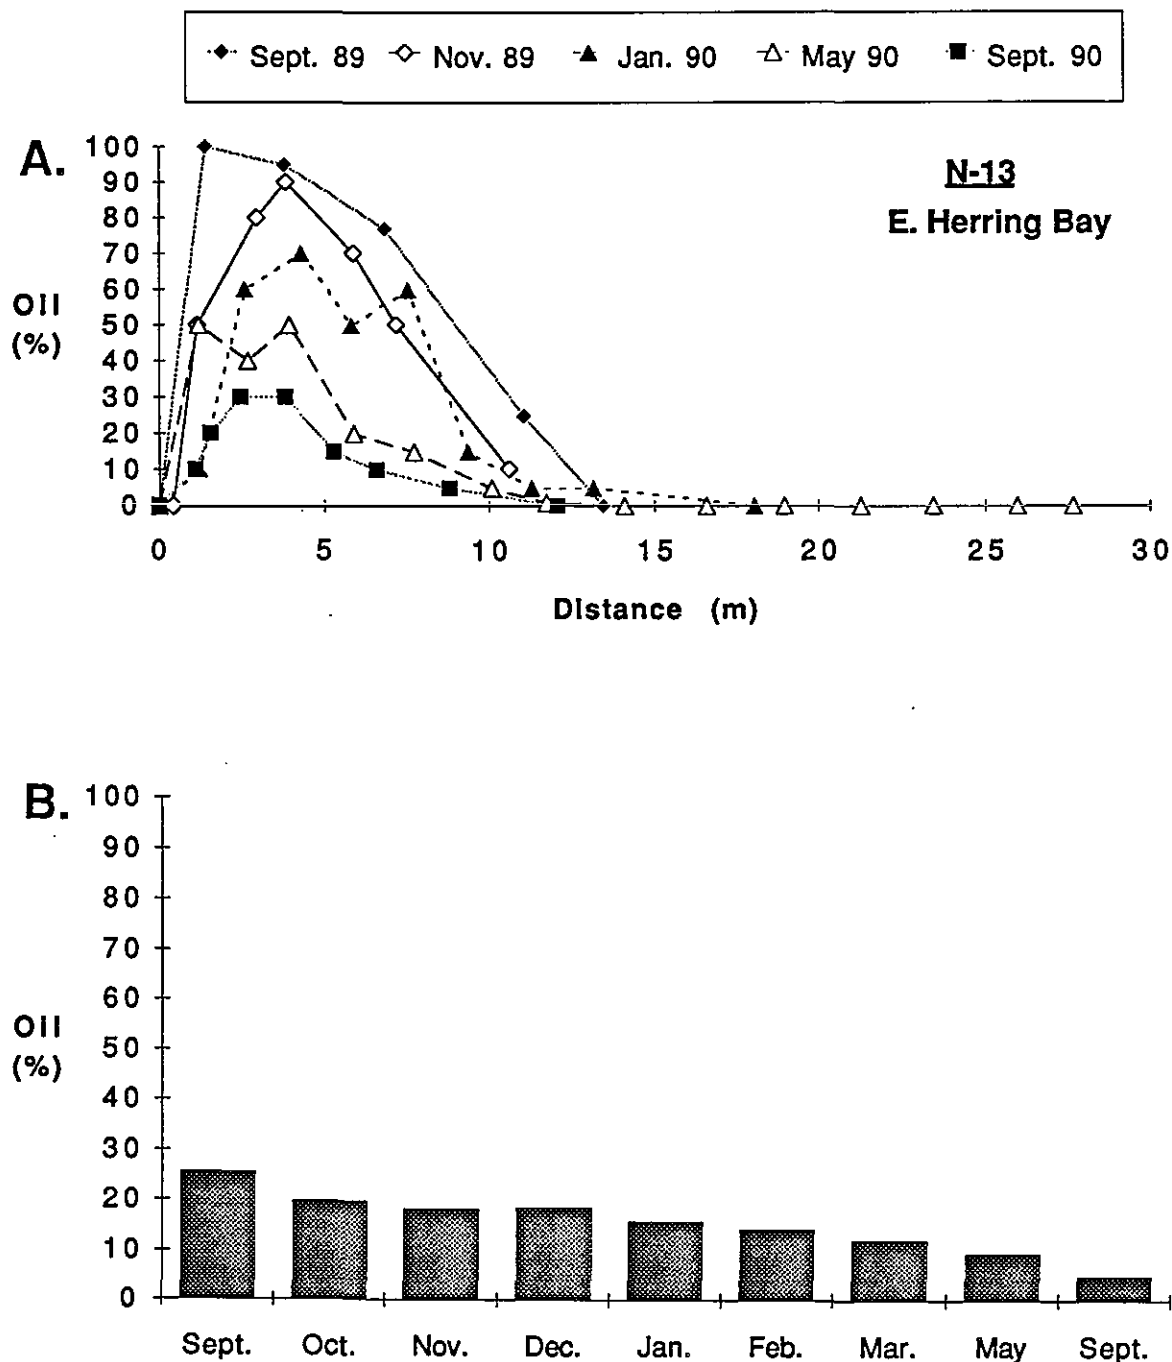 Sept. 89 Nov. 89 Jan. 90 May 90 Sept. 90
A.
100
90
80
70
60
50
40
30
20
10
0
Oil
(%)
N-13
E. Herring Bay
0 5 10 15 20 25 30
Distance (m)
B.
100
90
80
70
60
50
40
30
20
10
0
Oil
(%)
Sept. Oct. Nov. Dec. Jan. Feb. Mar. May Sept.